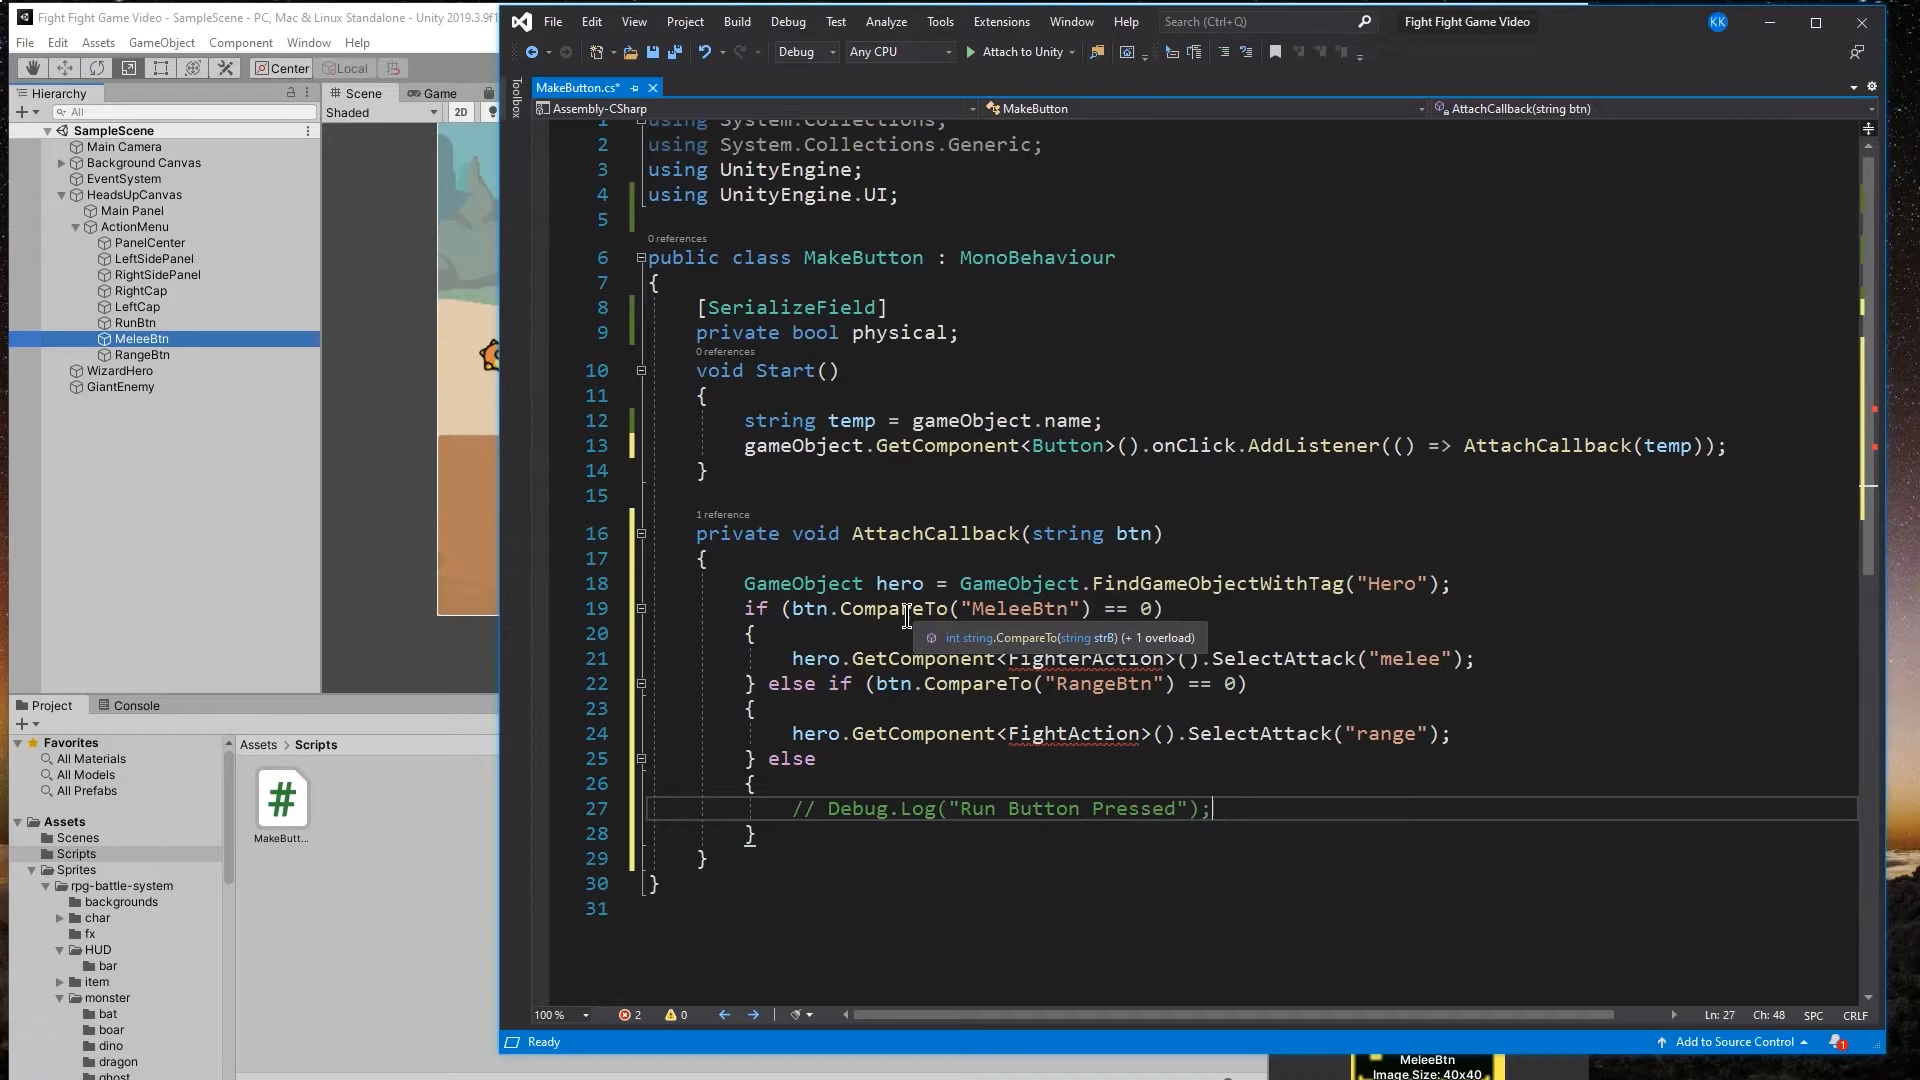 Fight Fight Game Video - SampleScene - PC, Mac & Linux Standalone - Unity 2019.3.9f1
File Edit Assets GameObject Component Window Help
Center Local
Hierarchy
All
SampleScene
Main Camera
Background Canvas
EventSystem
HeadsUpCanvas
Main Panel
ActionMenu
PanelCenter
LeftSidePanel
RightSidePanel
RightCap
LeftCap
RunBtn
MeleeBtn
RangeBtn
WizardHero
GiantEnemy
Scene Game
Shaded 2D
Project Console
Favorites
All Materials
All Models
All Prefabs
Assets
Scenes
Scripts
Sprites
rpg-battle-system
backgrounds
char
fx
HUD
bar
item
monster
bat
boar
dino
dragon
ghost
Assets > Scripts
#
MakeButt...
File Edit View Project Build Debug Test Analyze Tools Extensions Window Help Search (Ctrl+Q) Fight Fight Game Video KK
Debug Any CPU Attach to Unity
Toolbox
MakeButton.cs*
Assembly-CSharp MakeButton AttachCallback(string btn)
1 using System.Collections;
2 using System.Collections.Generic;
3 using UnityEngine;
4 using UnityEngine.UI;
5
0 references
6 public class MakeButton : MonoBehaviour
7 {
8 [SerializeField]
9 private bool physical;
0 references
10 void Start()
11 {
12 string temp = gameObject.name;
13 gameObject.GetComponent<Button>().onClick.AddListener(() => AttachCallback(temp));
14 }
15
1 reference
16 private void AttachCallback(string btn)
17 {
18 GameObject hero = GameObject.FindGameObjectWithTag("Hero");
19 if (btn.CompareTo("MeleeBtn") == 0)
20 {
int string.CompareTo(string strB) (+ 1 overload)
21 hero.GetComponent<FighterAction>().SelectAttack("melee");
22 } else if (btn.CompareTo("RangeBtn") == 0)
23 {
24 hero.GetComponent<FightAction>().SelectAttack("range");
25 } else
26 {
27 // Debug.Log("Run Button Pressed");
28 }
29 }
30 }
31
100 % 2 0 Ln: 27 Ch: 48 SPC CRLF
Ready Add to Source Control 1
MeleeBtn
Image Size: 40x40